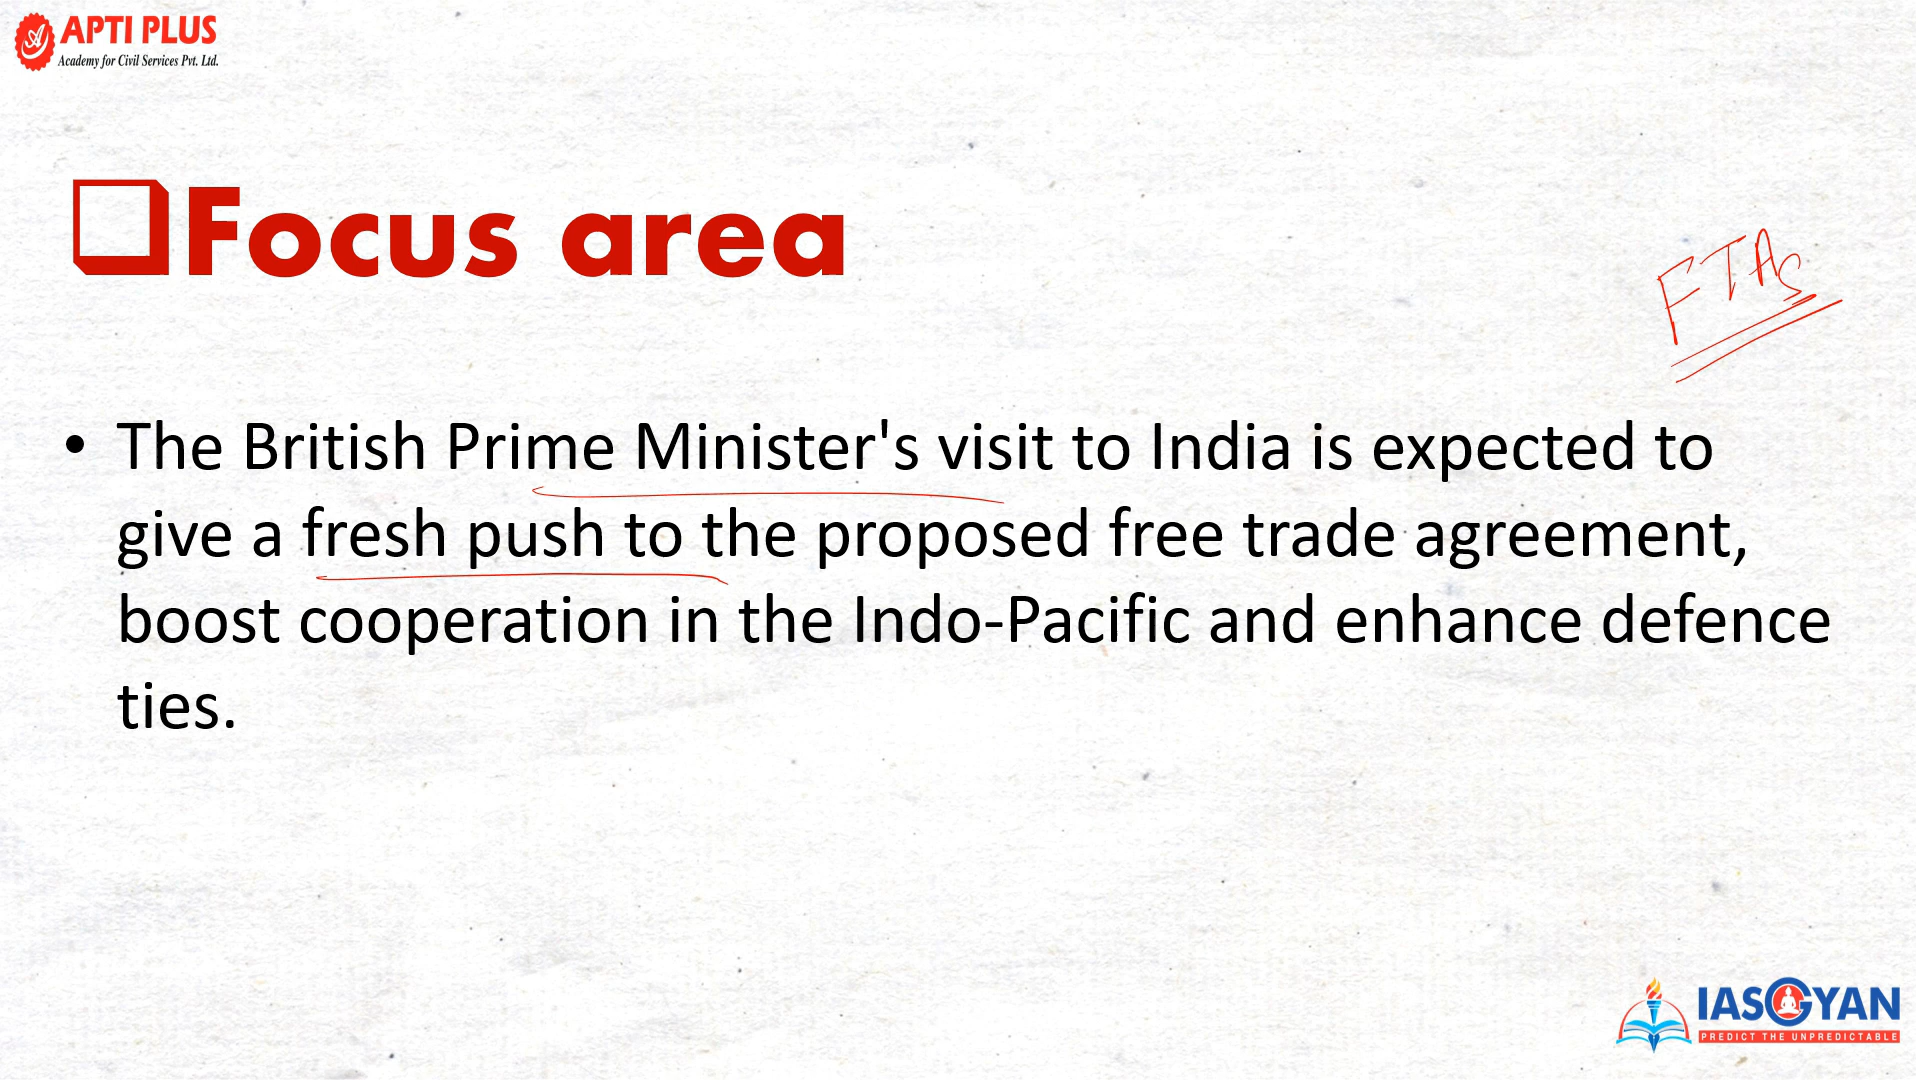 APTI PLUS
Academy for Civil Services Pvt. Ltd.
Focus area
FTAs
• The British Prime Minister's visit to India is expected to
give a fresh push to the proposed free trade agreement,
boost cooperation in the Indo-Pacific and enhance defence
ties.
IASGYAN
PREDICT THE UNPREDICTABLE